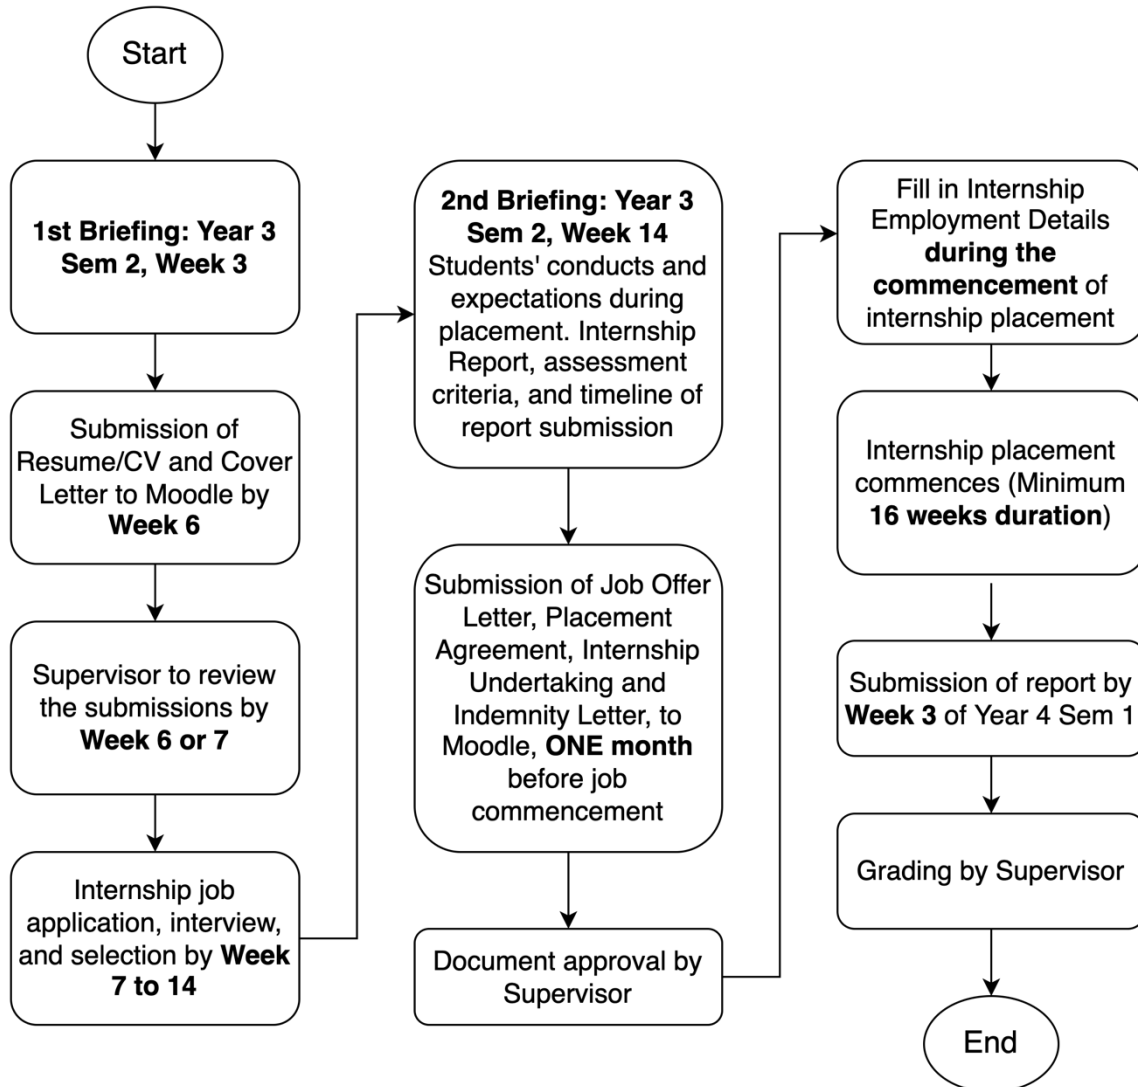 Start
1st Briefing: Year 3
Sem 2, Week 3
Submission of
Resume/CV and Cover
Letter to Moodle by
Week 6
Supervisor to review
the submissions by
Week 6 or 7
Internship job
application, interview,
and selection by Week
7 to 14
2nd Briefing: Year 3
Sem 2, Week 14
Students' conducts and
expectations during
placement. Internship
Report, assessment
criteria, and timeline of
report submission
Submission of Job Offer
Letter, Placement
Agreement, Internship
Undertaking and
Indemnity Letter, to
Moodle, ONE month
before job
commencement
Document approval by
Supervisor
Fill in Internship
Employment Details
during the
commencement of
internship placement
Internship placement
commences (Minimum
16 weeks duration)
Submission of report by
Week 3 of Year 4 Sem 1
Grading by Supervisor
End